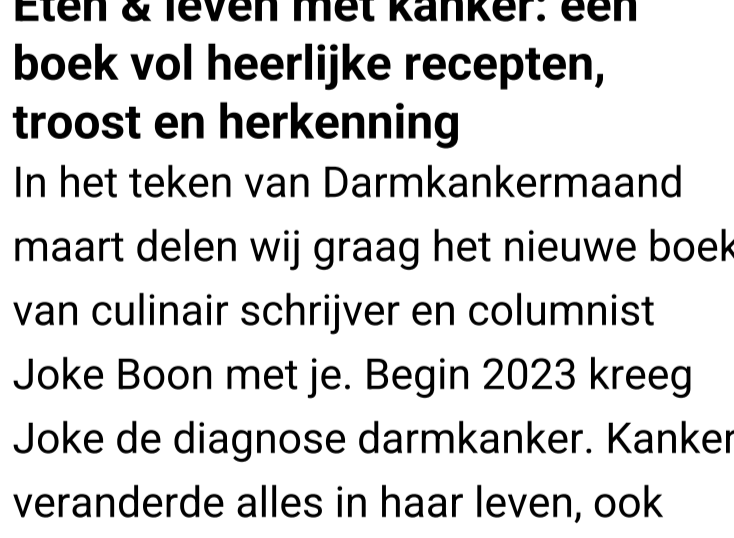 Eten & leven met kanker: een
boek vol heerlijke recepten,
troost en herkenning
In het teken van Darmkankermaand
maart delen wij graag het nieuwe boek
van culinair schrijver en columnist
Joke Boon met je. Begin 2023 kreeg
Joke de diagnose darmkanker. Kanker
veranderde alles in haar leven, ook